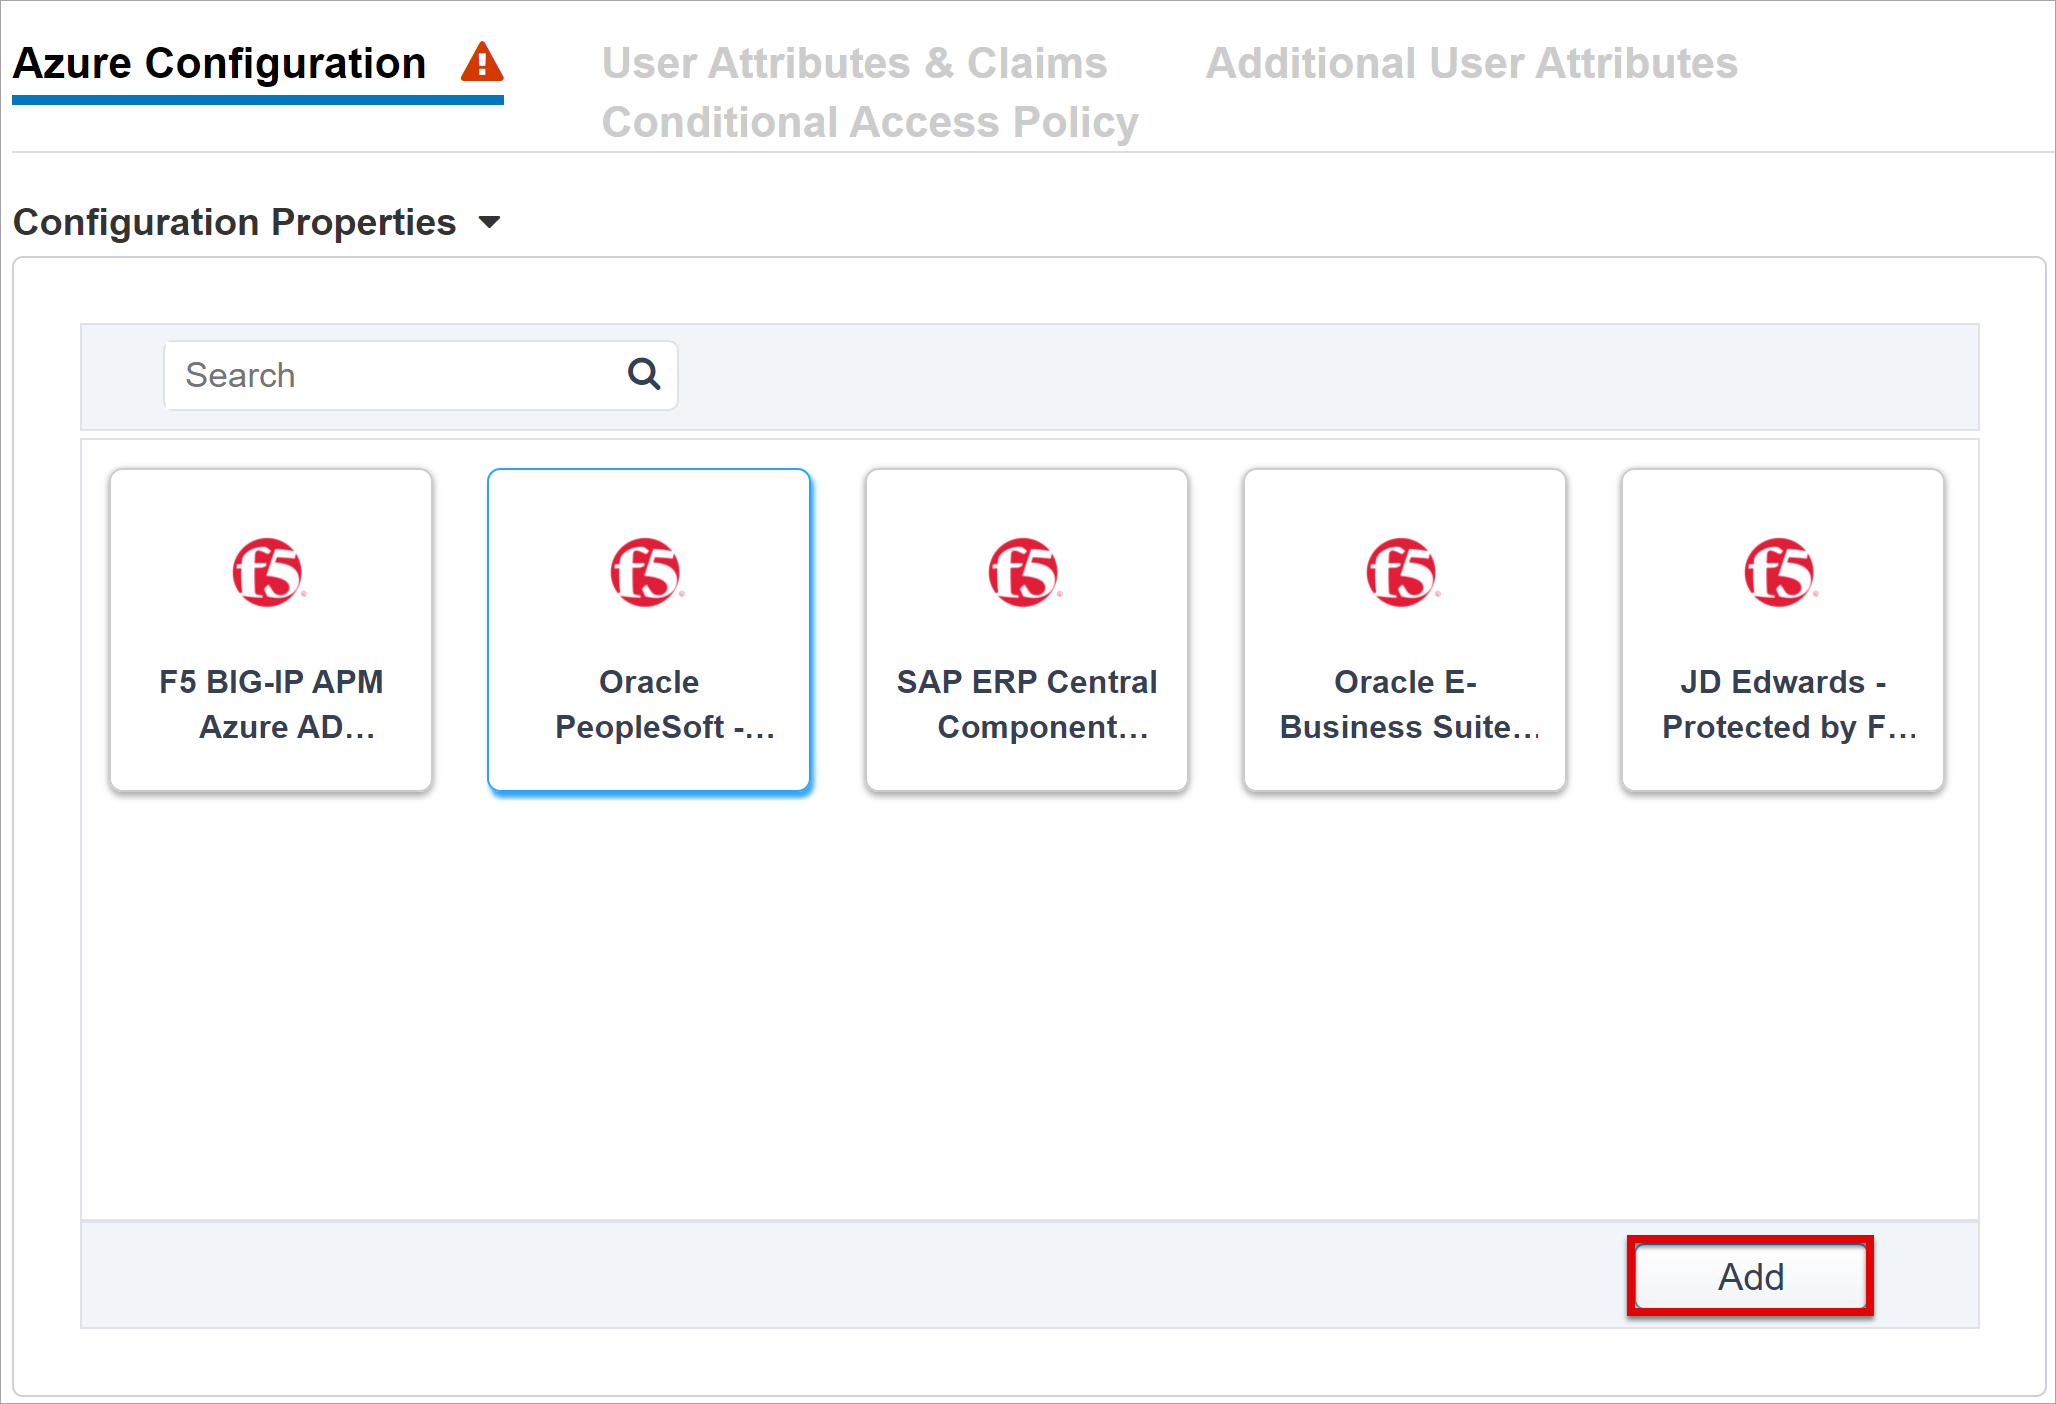 Azure Configuration
User Attributes & Claims
Additional User Attributes
Conditional Access Policy
Configuration Properties
Search
f5
F5 BIG-IP APM
Azure AD...
f5
Oracle
PeopleSoft -...
f5
SAP ERP Central
Component...
f5
Oracle E-
Business Suite...
f5
JD Edwards -
Protected by F...
Add